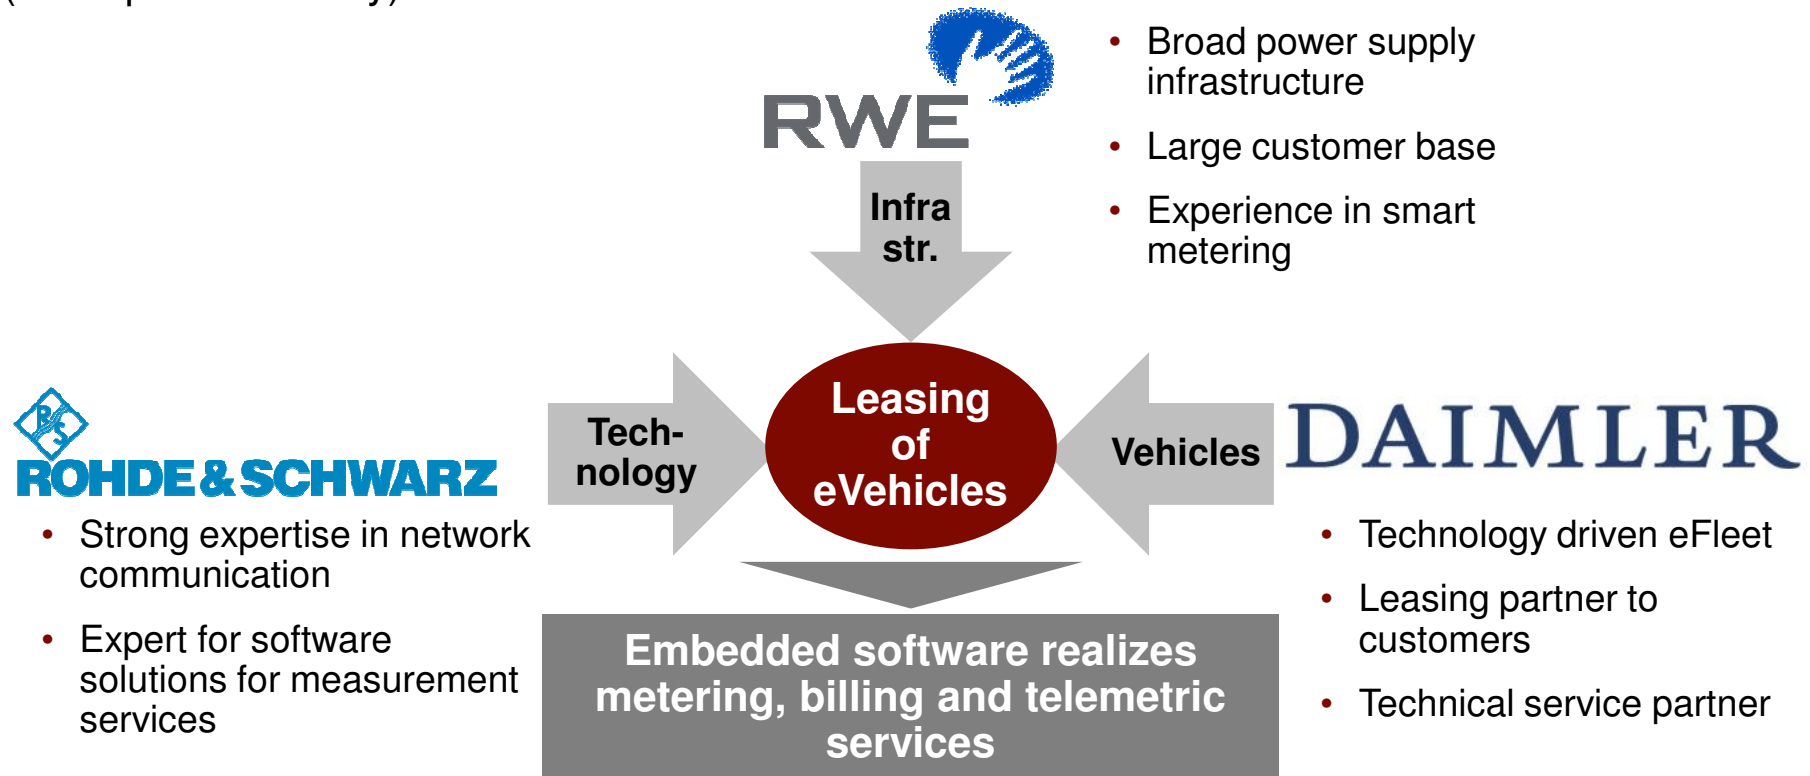 RWE
• Broad power supply
infrastructure
• Large customer base
• Experience in smart
metering
Infra
str.
R&S
ROHDE & SCHWARZ
• Strong expertise in network
communication
• Expert for software
solutions for measurement
services
Tech-
nology
Leasing
of
eVehicles
Vehicles
DAIMLER
• Technology driven eFleet
• Leasing partner to
customers
• Technical service partner
Embedded software realizes
metering, billing and telemetric
services